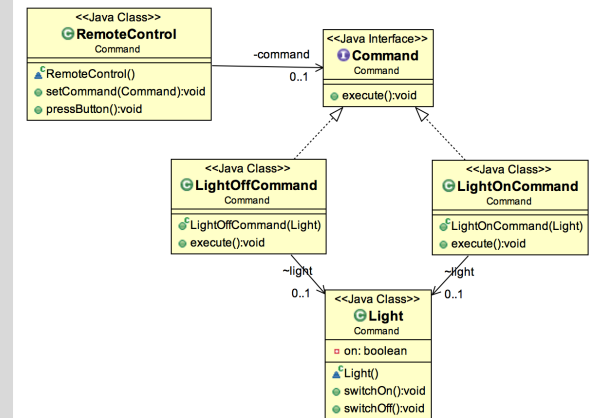 <<Java Class>>
RemoteControl
Command
RemoteControl()
setCommand(Command):void
pressButton():void
-command
0..1
<<Java Interface>>
Command
Command
execute():void
<<Java Class>>
LightOffCommand
Command
LightOffCommand(Light)
execute():void
<<Java Class>>
LightOnCommand
Command
LightOnCommand(Light)
execute():void
~light
0..1
~light
0..1
<<Java Class>>
Light
Command
on: boolean
Light()
switchOn():void
switchOff():void